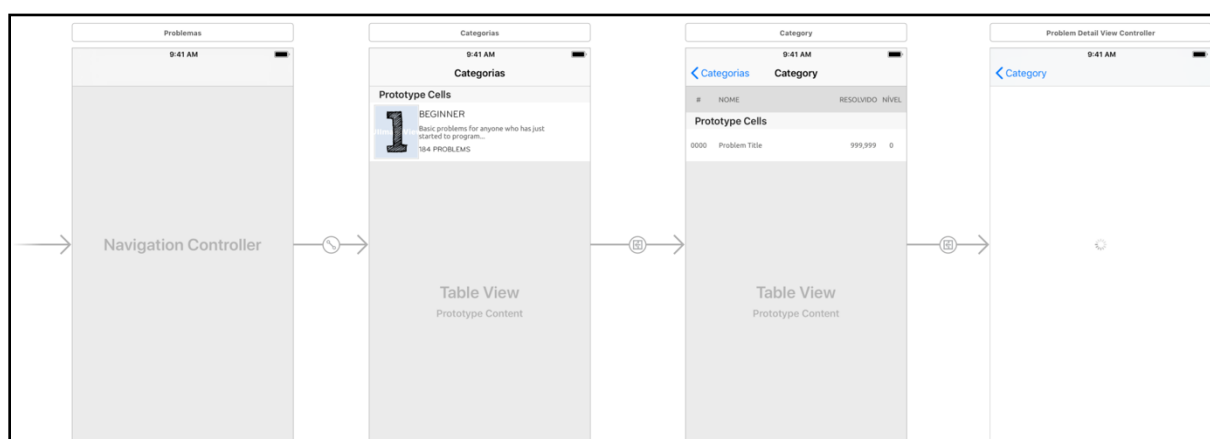 Problemas
9:41 AM
Navigation Controller
Categorias
9:41 AM
Categorias
Prototype Cells
1
BEGINNER
Basic problems for anyone who has just
started to program...
184 PROBLEMS
Table View
Prototype Content
Category
9:41 AM
Categorias Category
# NOME RESOLVIDO NÍVEL
Prototype Cells
0000 Problem Title 999,999 0
Table View
Prototype Content
Problem Detail View Controller
9:41 AM
Category